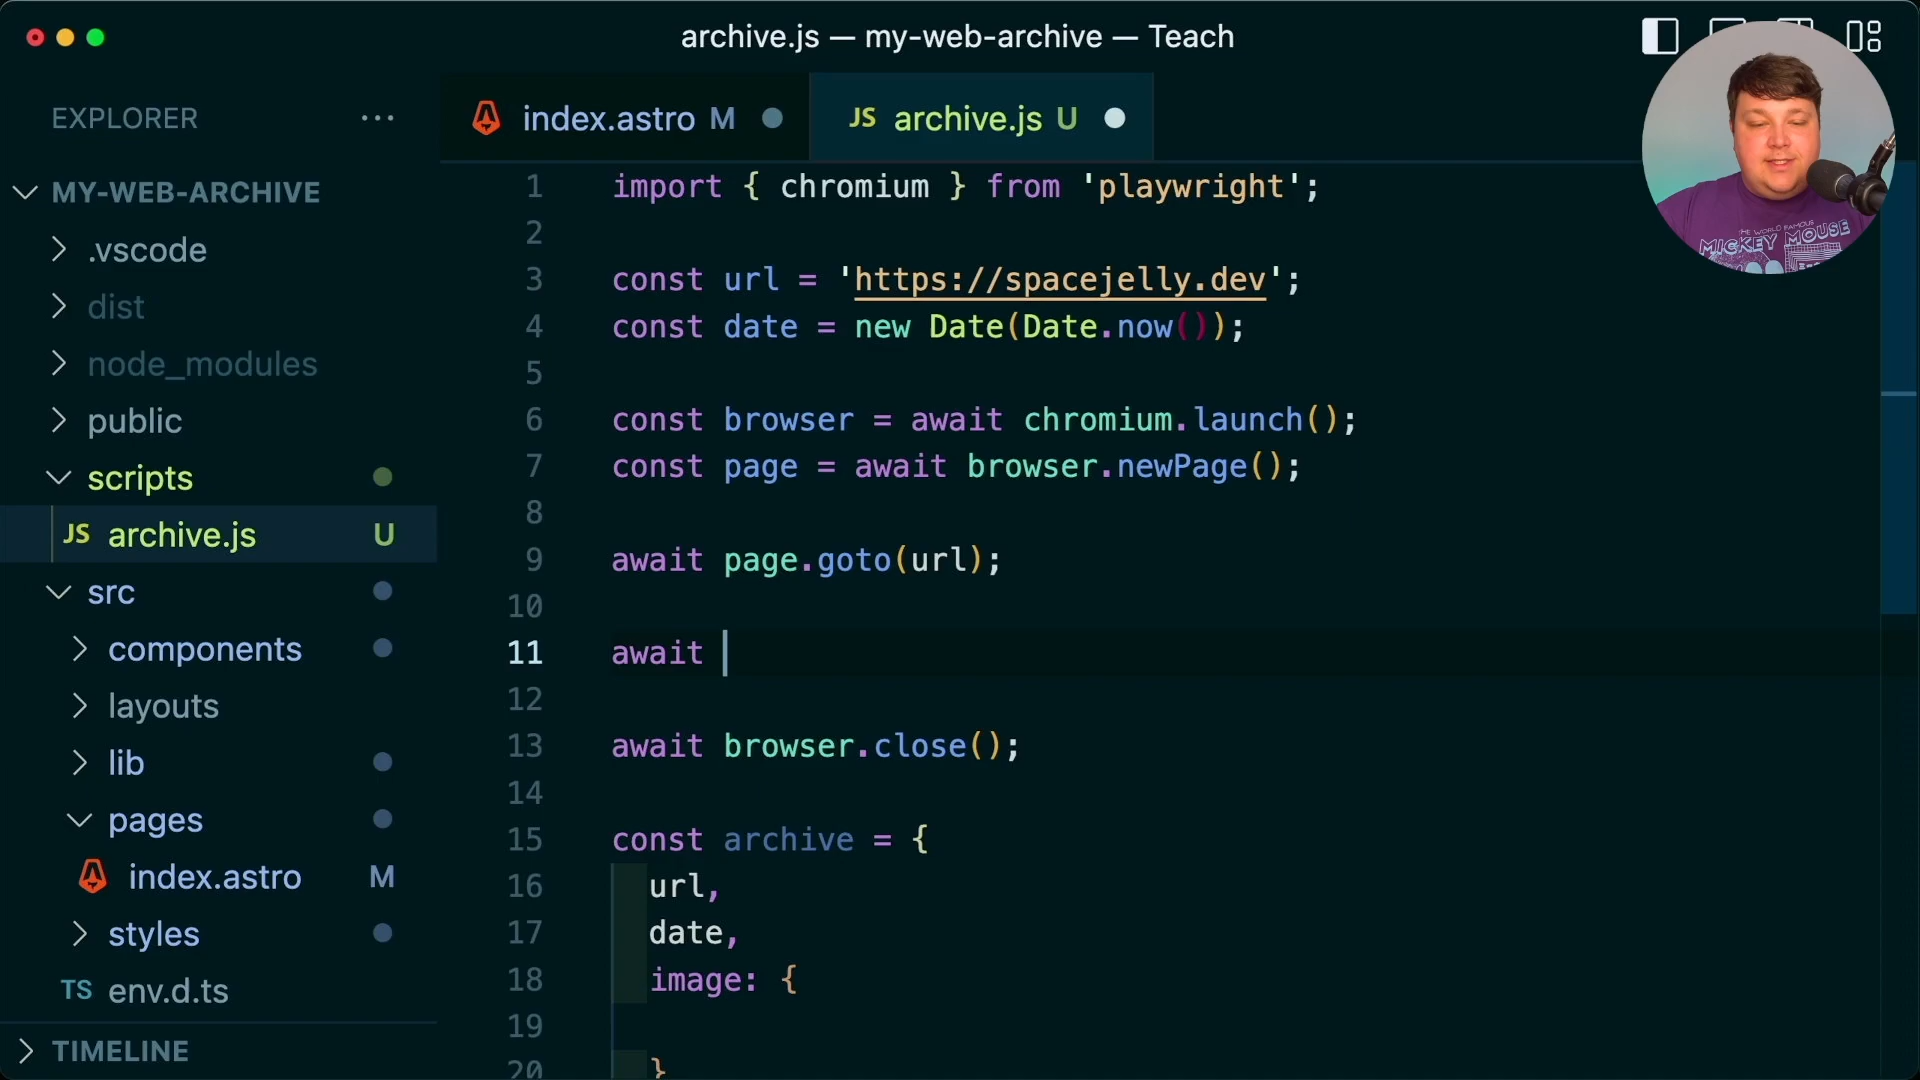 archive.js — my-web-archive — Teach
EXPLORER ···
MY-WEB-ARCHIVE
.vscode
dist
node_modules
public
scripts
JS archive.js U
src
components
layouts
lib
pages
index.astro M
styles
TS env.d.ts
TIMELINE
index.astro M
JS archive.js U
1 import { chromium } from 'playwright';
2
3 const url = 'https://spacejelly.dev';
4 const date = new Date(Date.now());
5
6 const browser = await chromium.launch();
7 const page = await browser.newPage();
8
9 await page.goto(url);
10
11 await
12
13 await browser.close();
14
15 const archive = {
16 url,
17 date,
18 image: {
19
20 }
THE WORLD FAMOUS
MICKEY MOUSE